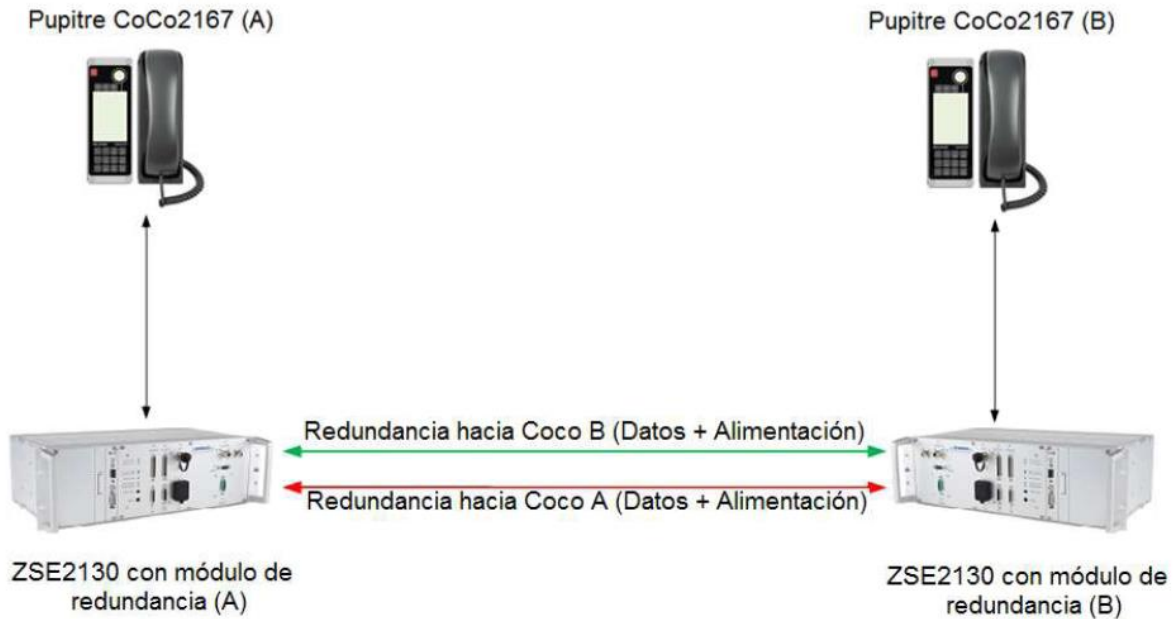 Pupitre CoCo2167 (A)
Pupitre CoCo2167 (B)
Redundancia hacia Coco B (Datos + Alimentación)
Redundancia hacia Coco A (Datos + Alimentación)
ZSE2130 con módulo de
redundancia (A)
ZSE2130 con módulo de
redundancia (B)